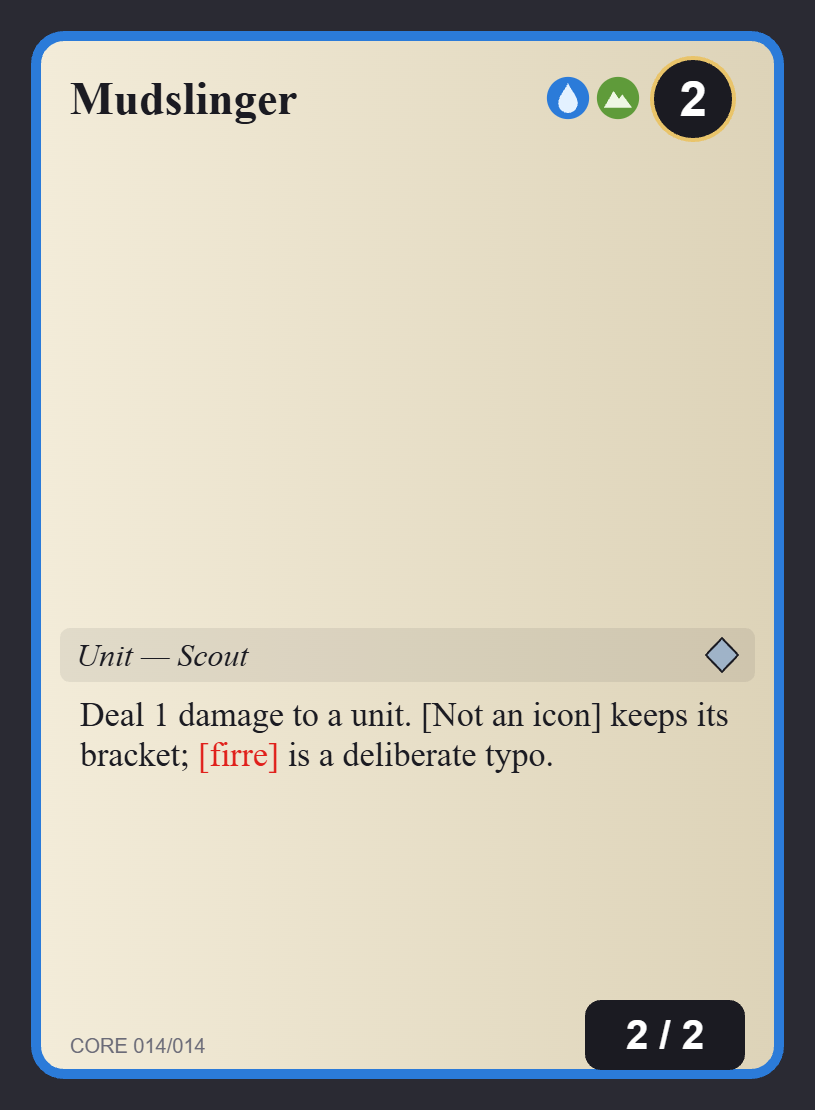 Mudslinger
2
Unit — Scout
Deal 1 damage to a unit. [Not an icon] keeps its
bracket; [firre] is a deliberate typo.
CORE 014/014
2 / 2